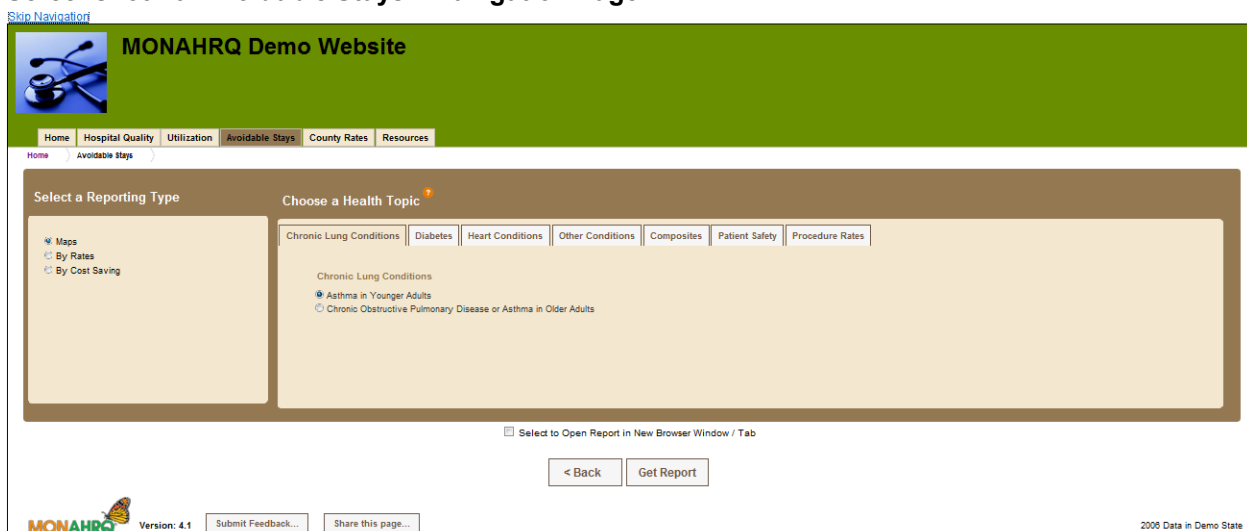 Skip Navigation
MONAHRQ Demo Website
Home Hospital Quality Utilization Avoidable Stays County Rates Resources
Home Avoidable Stays
Select a Reporting Type
Maps
By Rates
By Cost Saving
Choose a Health Topic ?
Chronic Lung Conditions Diabetes Heart Conditions Other Conditions Composites Patient Safety Procedure Rates
Chronic Lung Conditions
Asthma in Younger Adults
Chronic Obstructive Pulmonary Disease or Asthma in Older Adults
Select to Open Report in New Browser Window / Tab
< Back Get Report
MONAHRQ Version: 4.1 Submit Feedback... Share this page... 2006 Data in Demo State